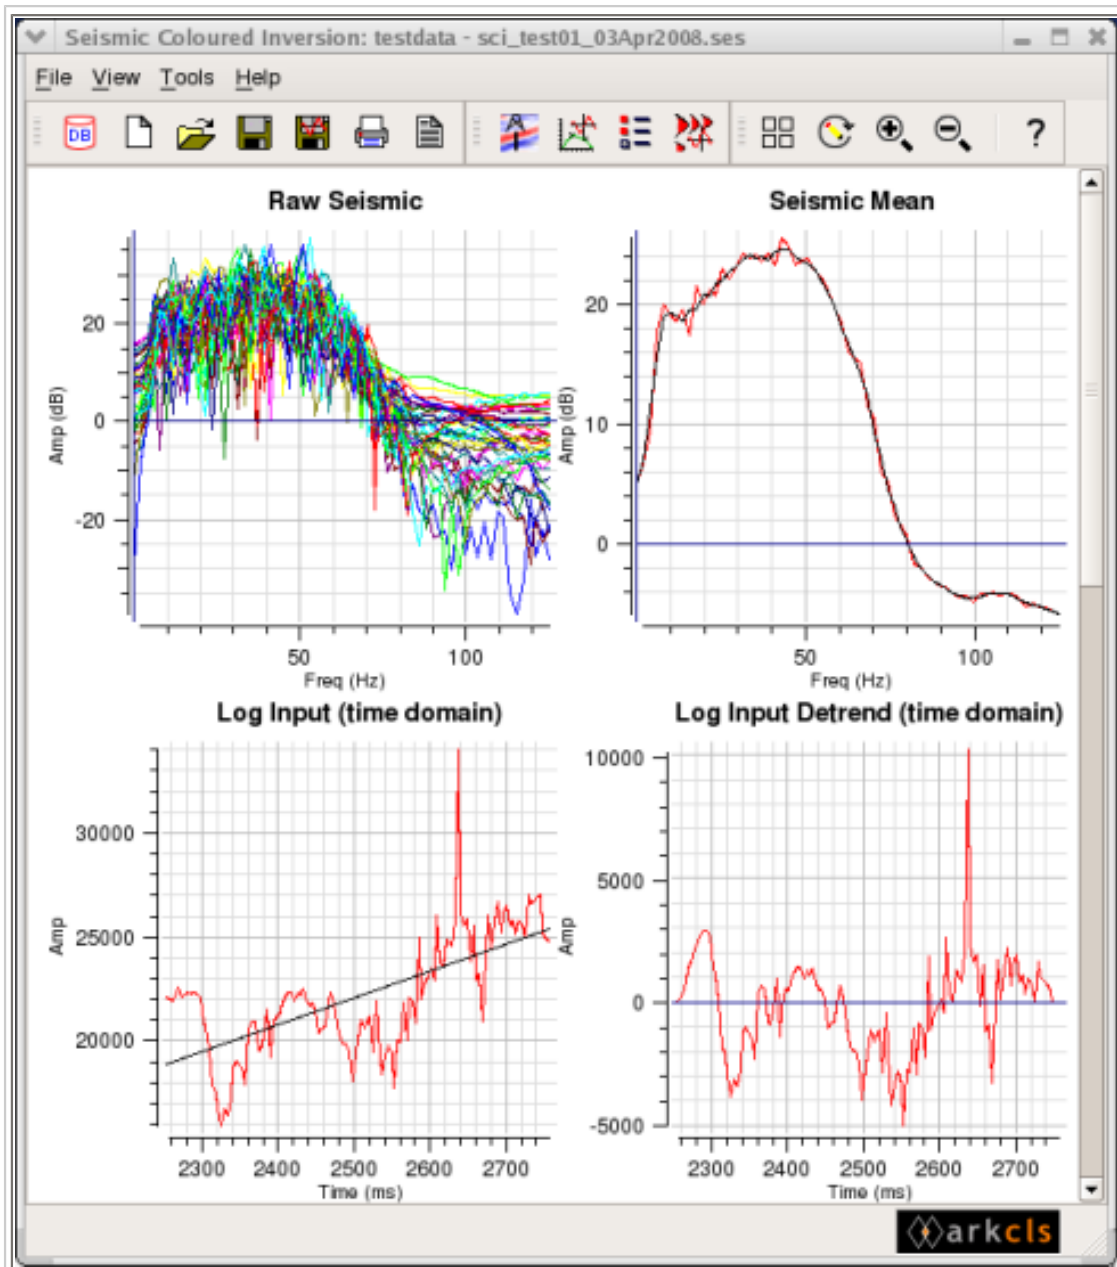 Seismic Coloured Inversion: testdata - sci_test01_03Apr2008.ses
File View Tools Help
DB
?
Raw Seismic
Seismic Mean
Amp (dB)
20
0
-20
50
100
Freq (Hz)
Amp (dB)
20
10
0
50
100
Freq (Hz)
Log Input (time domain)
Log Input Detrend (time domain)
Amp
30000
25000
20000
2300
2400
2500
2600
2700
Time (ms)
Amp
10000
5000
0
-5000
2300
2400
2500
2600
2700
Time (ms)
arkcls